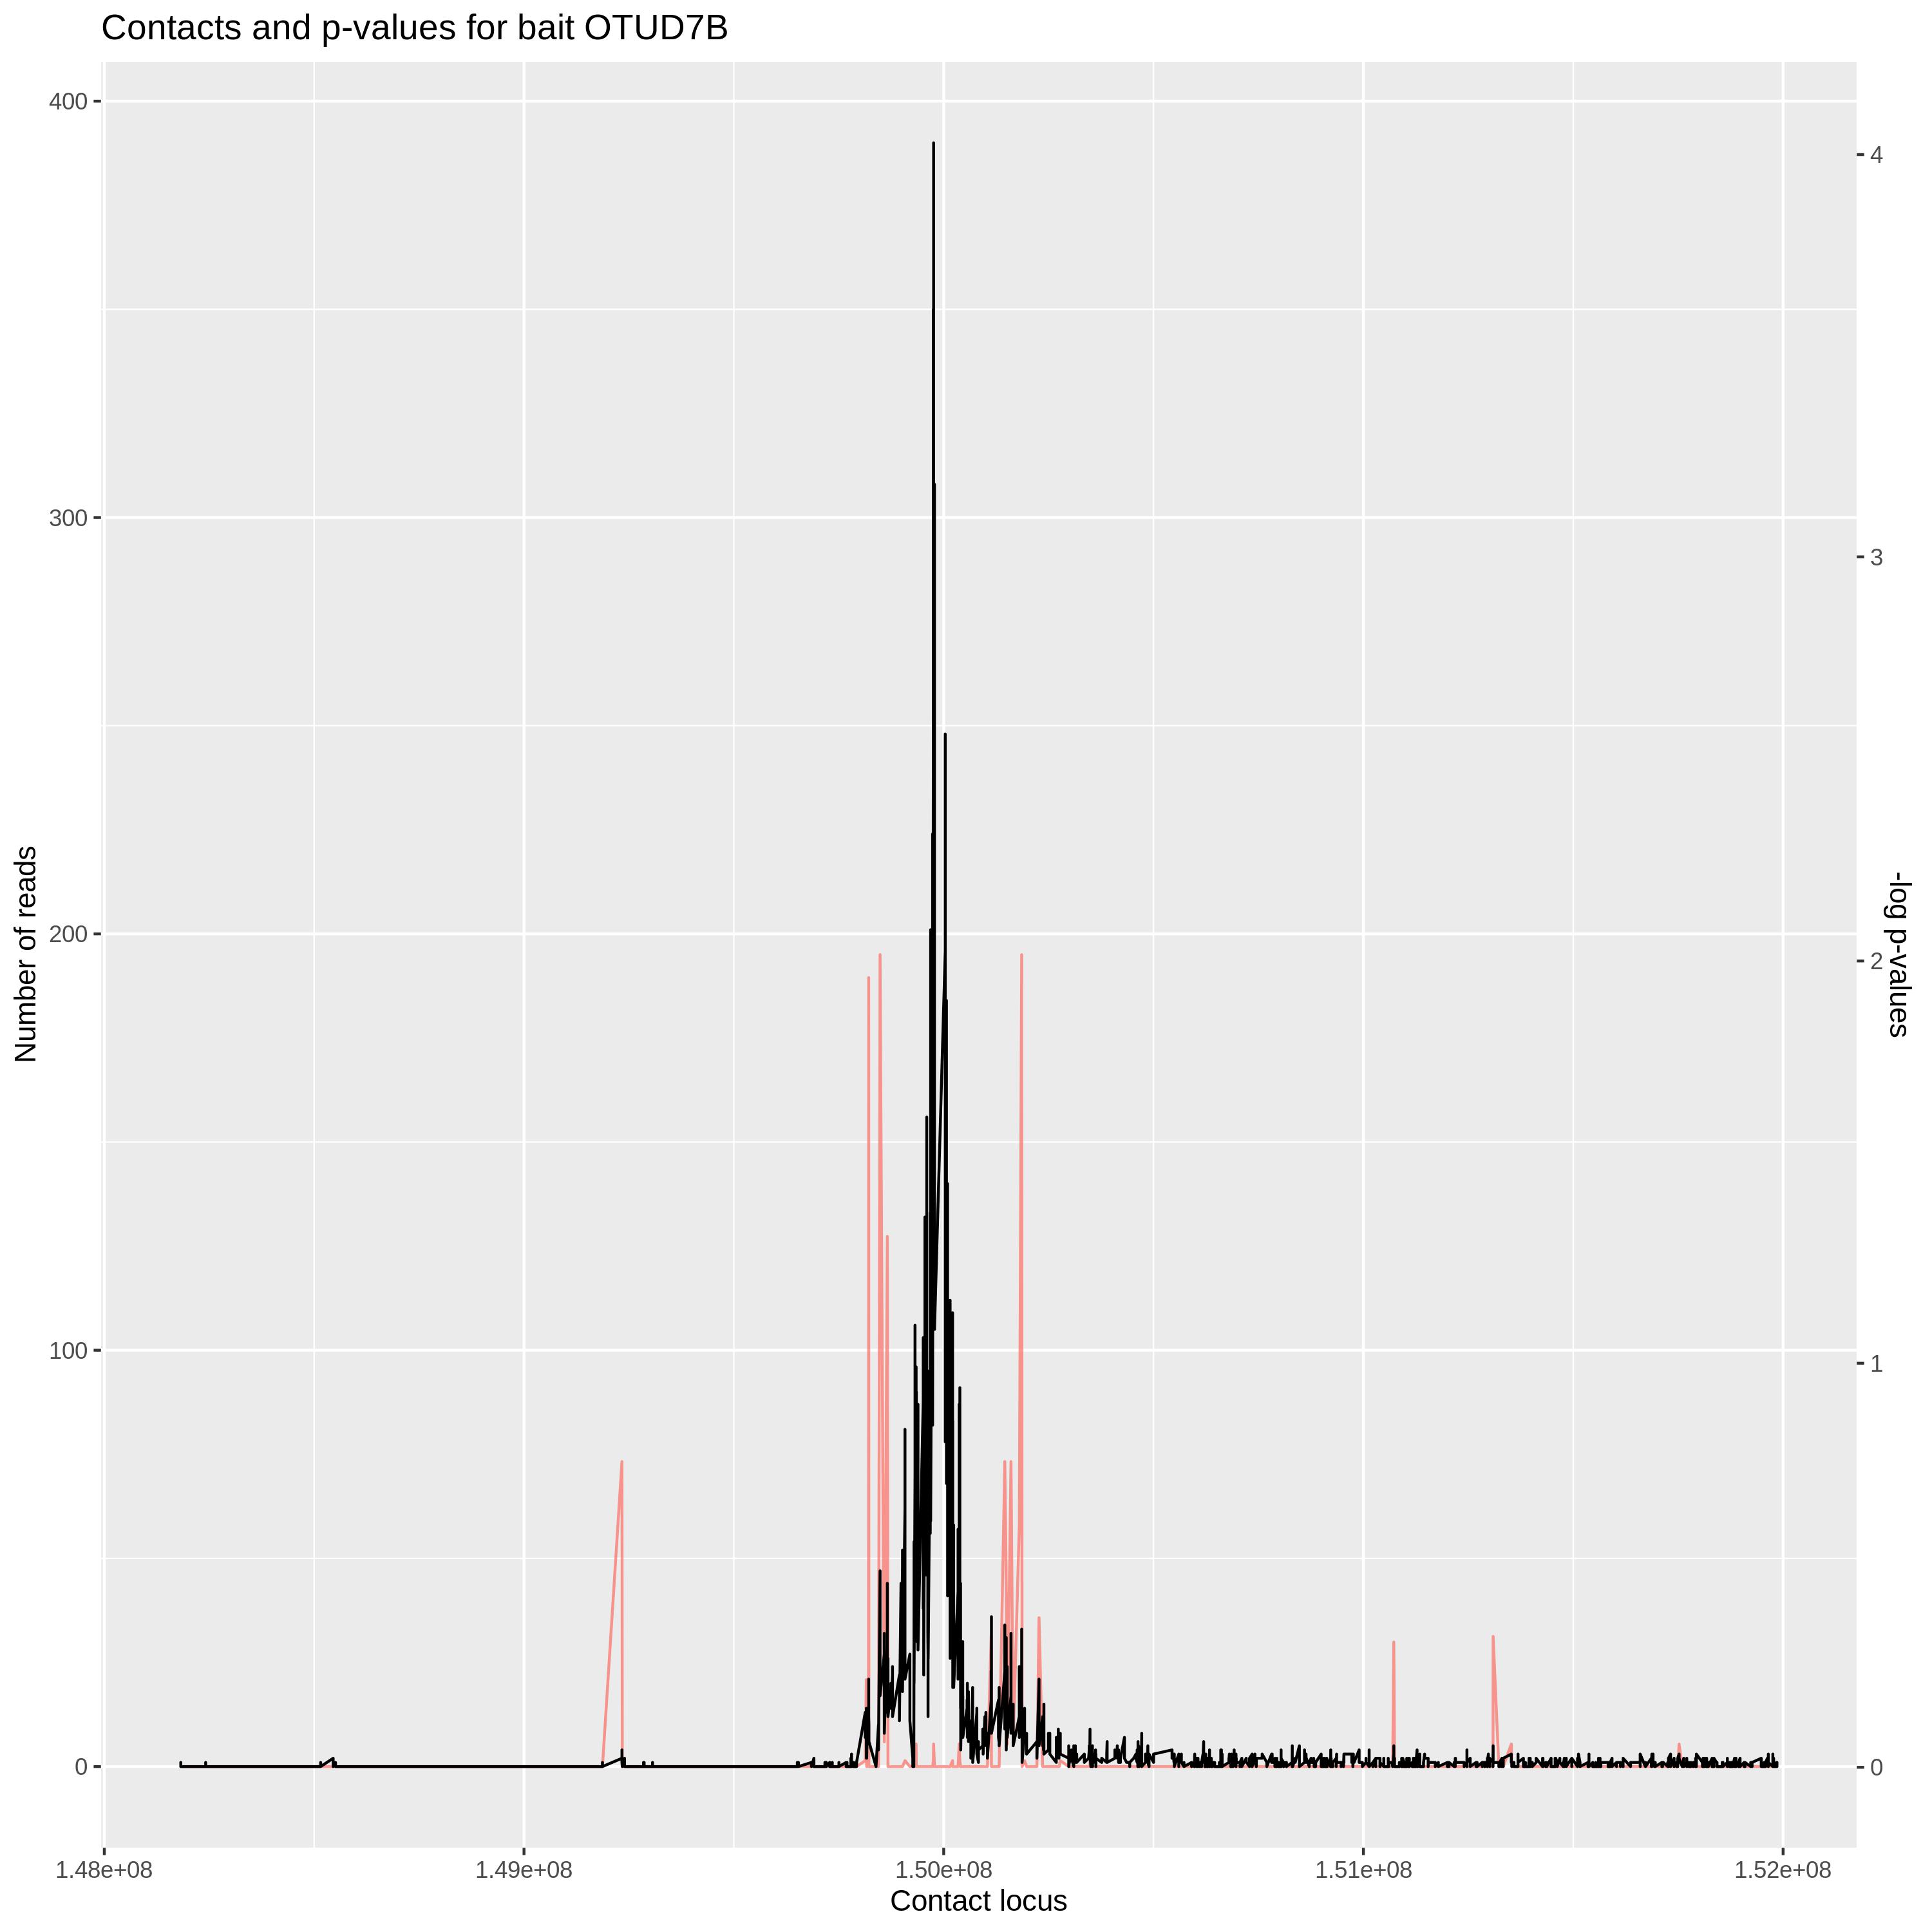 Contacts and p-values for bait OTUD7B
400
300
200
100
0
Number of reads
4
3
2
1
0
-log p-values
1.48e+08
1.49e+08
1.50e+08
1.51e+08
1.52e+08
Contact locus